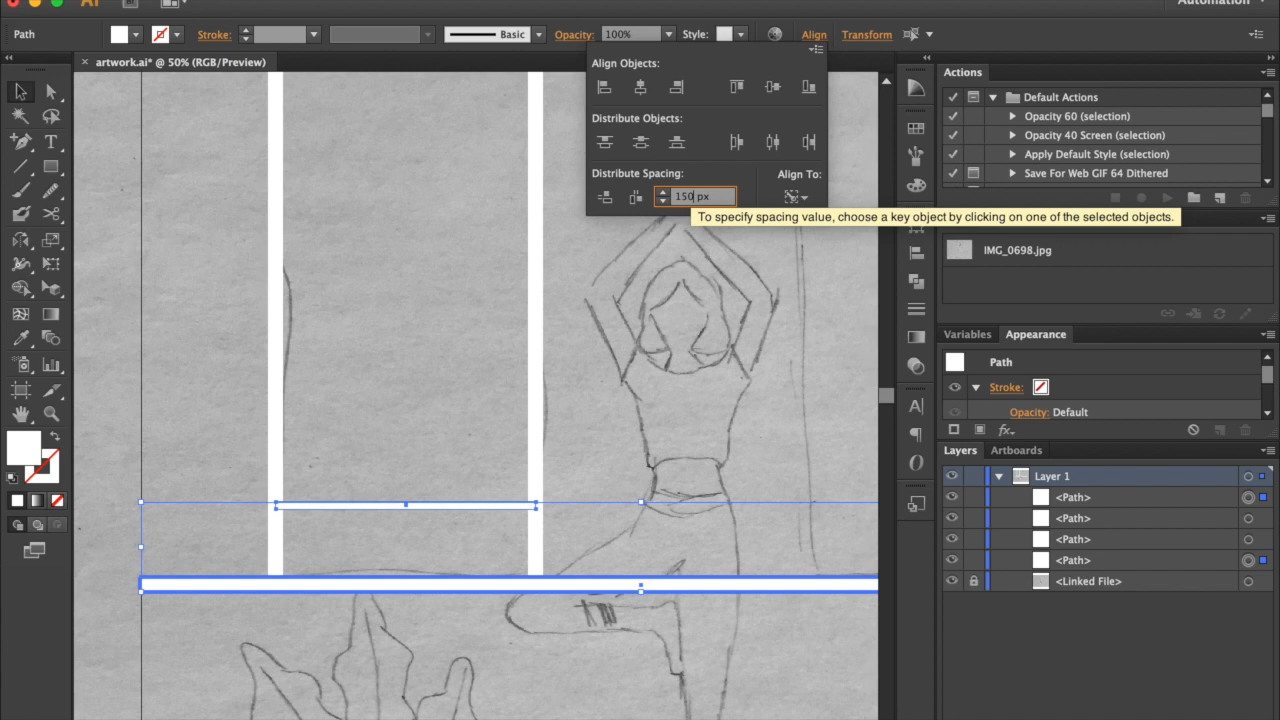 Ai
Br
Automation
Path
Stroke:
Basic
Opacity:
100%
Style:
Align
Transform
× artwork.ai* @ 50% (RGB/Preview)
Align Objects:
Distribute Objects:
Distribute Spacing:
Align To:
150 px
To specify spacing value, choose a key object by clicking on one of the selected objects.
Actions
Default Actions
Opacity 60 (selection)
Opacity 40 Screen (selection)
Apply Default Style (selection)
Save For Web GIF 64 Dithered
IMG_0698.jpg
Variables
Appearance
Path
Stroke:
Opacity: Default
fx
Layers
Artboards
Layer 1
<Path>
<Path>
<Path>
<Path>
<Linked File>